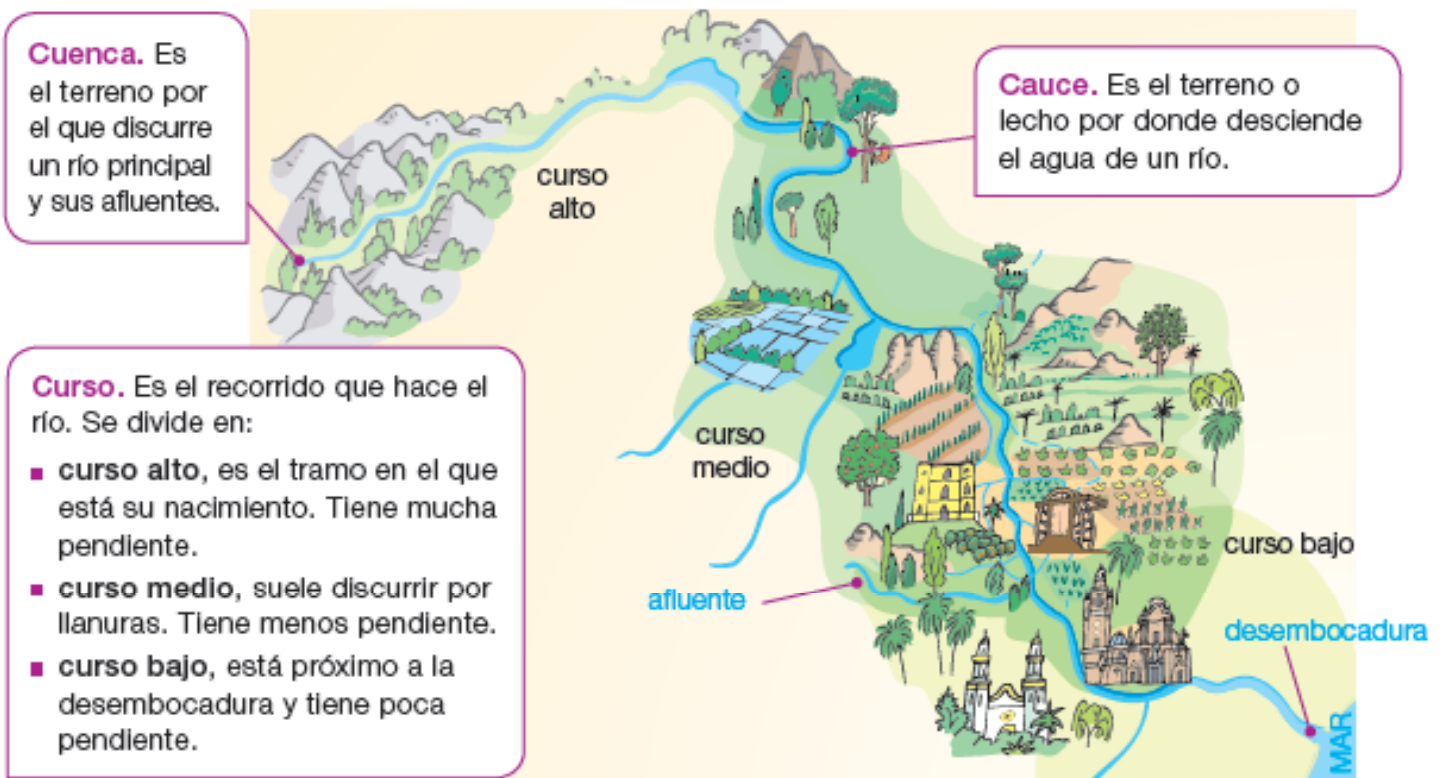 Cuenca. Es
el terreno por
el que discurre
un río principal
y sus afluentes.
Cauce. Es el terreno o
lecho por donde desciende
el agua de un río.
curso
alto
Curso. Es el recorrido que hace el
río. Se divide en:
▪ curso alto, es el tramo en el que
está su nacimiento. Tiene mucha
pendiente.
▪ curso medio, suele discurrir por
llanuras. Tiene menos pendiente.
▪ curso bajo, está próximo a la
desembocadura y tiene poca
pendiente.
curso
medio
afluente
curso bajo
desembocadura
MAR